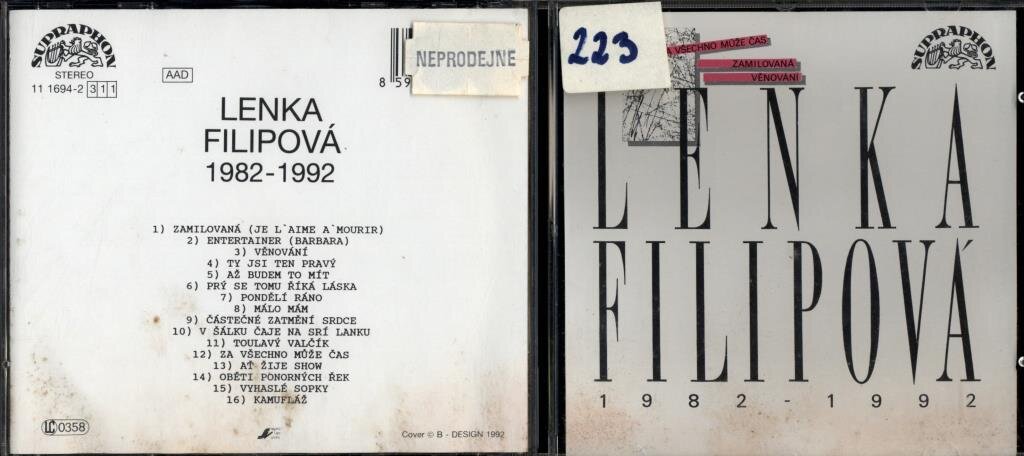 SUPRAPHON
STEREO
11 1694-2 311
AAD
8 59
NEPRODEJNE
LENKA
FILIPOVÁ
1982-1992
1) ZAMILOVANÁ (JE L`AIME A`MOURIR)
2) ENTERTAINER (BARBARA)
3) VĚNOVÁNÍ
4) TY JSI TEN PRAVÝ
5) AŽ BUDEM TO MÍT
6) PRÝ SE TOMU ŘÍKÁ LÁSKA
7) PONDĚLÍ RÁNO
8) MÁLO MÁM
9) ČÁSTEČNÉ ZATMĚNÍ SRDCE
10) V ŠÁLKU ČAJE NA SRÍ LANKU
11) TOULAVÝ VALČÍK
12) ZA VŠECHNO MŮŽE ČAS
13) AŤ ŽIJE SHOW
14) OBĚTI PONORNÝCH ŘEK
15) VYHASLÉ SOPKY
16) KAMUFLÁŽ
LC 0358
Cover © B - DESIGN 1992
223
VŠECHNO MŮŽE ČAS
ZAMILOVANÁ
VĚNOVÁNÍ
SUPRAPHON
LENKA
FILIPOVÁ
1982-1992